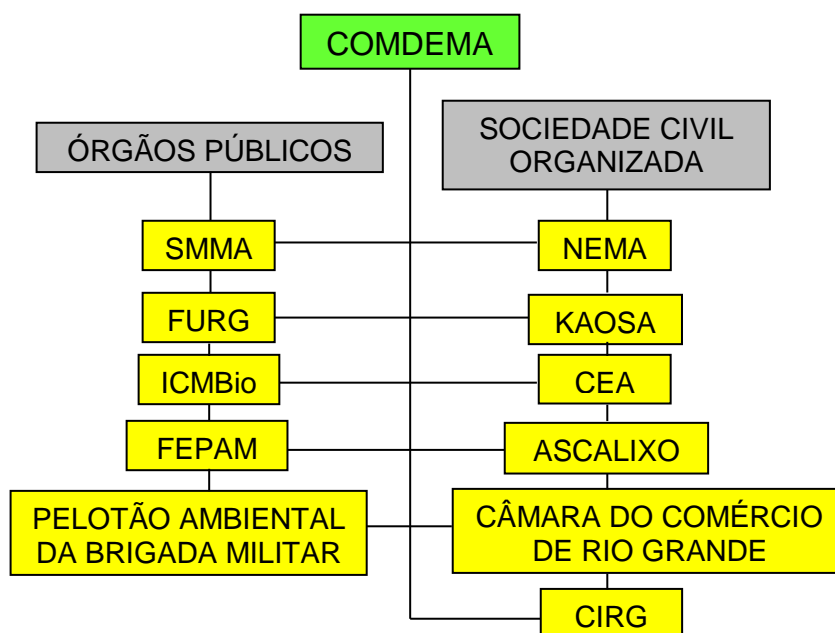 COMDEMA
ÓRGÃOS PÚBLICOS
SOCIEDADE CIVIL
ORGANIZADA
SMMA
NEMA
FURG
KAOSA
ICMBio
CEA
FEPAM
ASCALIXO
PELOTÃO AMBIENTAL
DA BRIGADA MILITAR
CÂMARA DO COMÉRCIO
DE RIO GRANDE
CIRG